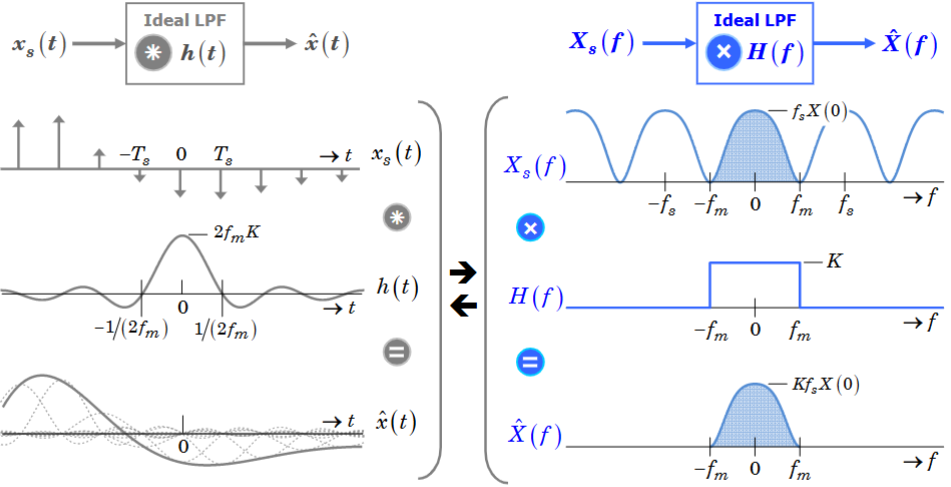 Ideal LPF
x_s(t) → * h(t) → x̂(t)
Ideal LPF
X_s(f) → × H(f) → X̂(f)
−T_s 0 T_s → t x_s(t)
*
2f_mK
h(t)
0 → t
−1/(2f_m) 1/(2f_m)
=
→ t x̂(t)
0
f_sX(0)
X_s(f)
−f_s −f_m 0 f_m f_s → f
×
K
H(f)
−f_m 0 f_m → f
=
Kf_sX(0)
X̂(f)
−f_m 0 f_m → f